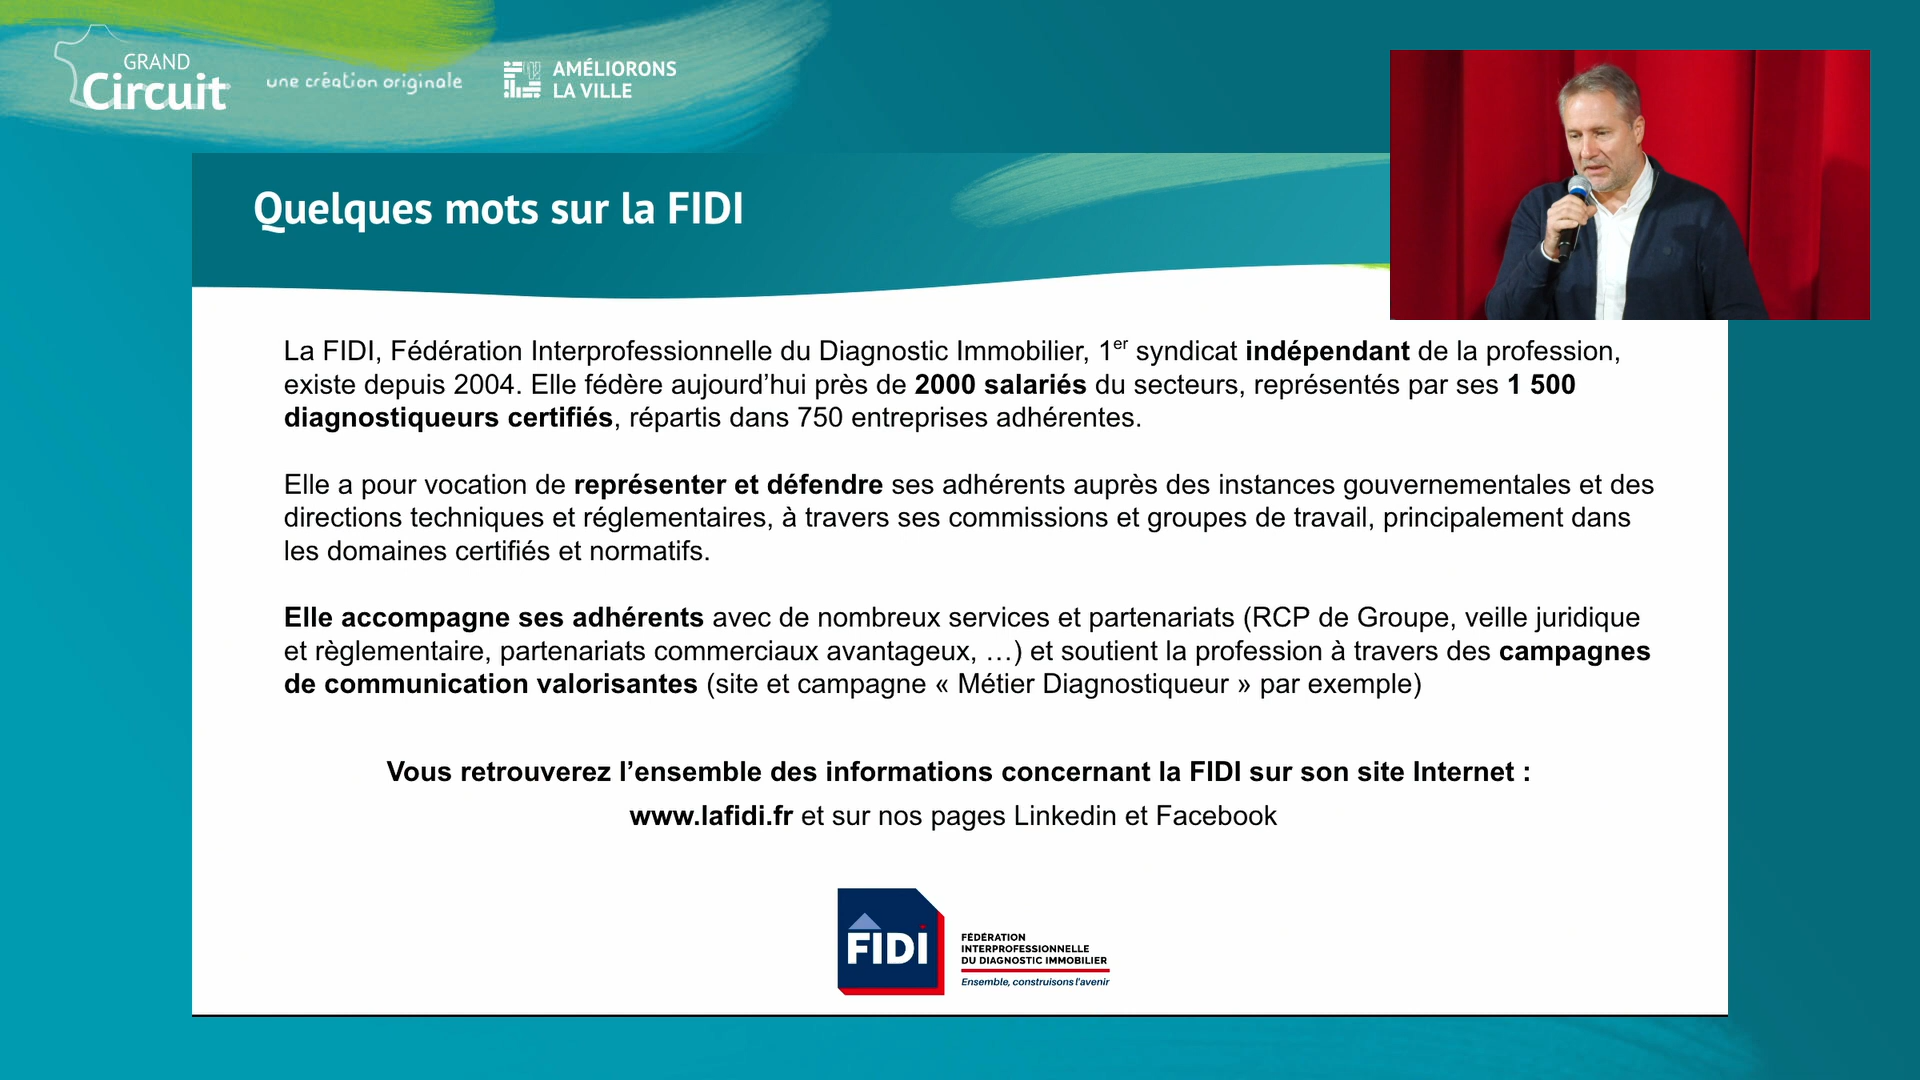 GRAND
Circuit
une création originale
AMÉLIORONS
LA VILLE
Quelques mots sur la FIDI
La FIDI, Fédération Interprofessionnelle du Diagnostic Immobilier, 1er syndicat indépendant de la profession,
existe depuis 2004. Elle fédère aujourd’hui près de 2000 salariés du secteurs, représentés par ses 1 500
diagnostiqueurs certifiés, répartis dans 750 entreprises adhérentes.
Elle a pour vocation de représenter et défendre ses adhérents auprès des instances gouvernementales et des
directions techniques et réglementaires, à travers ses commissions et groupes de travail, principalement dans
les domaines certifiés et normatifs.
Elle accompagne ses adhérents avec de nombreux services et partenariats (RCP de Groupe, veille juridique
et règlementaire, partenariats commerciaux avantageux, …) et soutient la profession à travers des campagnes
de communication valorisantes (site et campagne « Métier Diagnostiqueur » par exemple)
Vous retrouverez l’ensemble des informations concernant la FIDI sur son site Internet :
www.lafidi.fr et sur nos pages Linkedin et Facebook
FIDI
FÉDÉRATION
INTERPROFESSIONNELLE
DU DIAGNOSTIC IMMOBILIER
Ensemble, construisons l'avenir